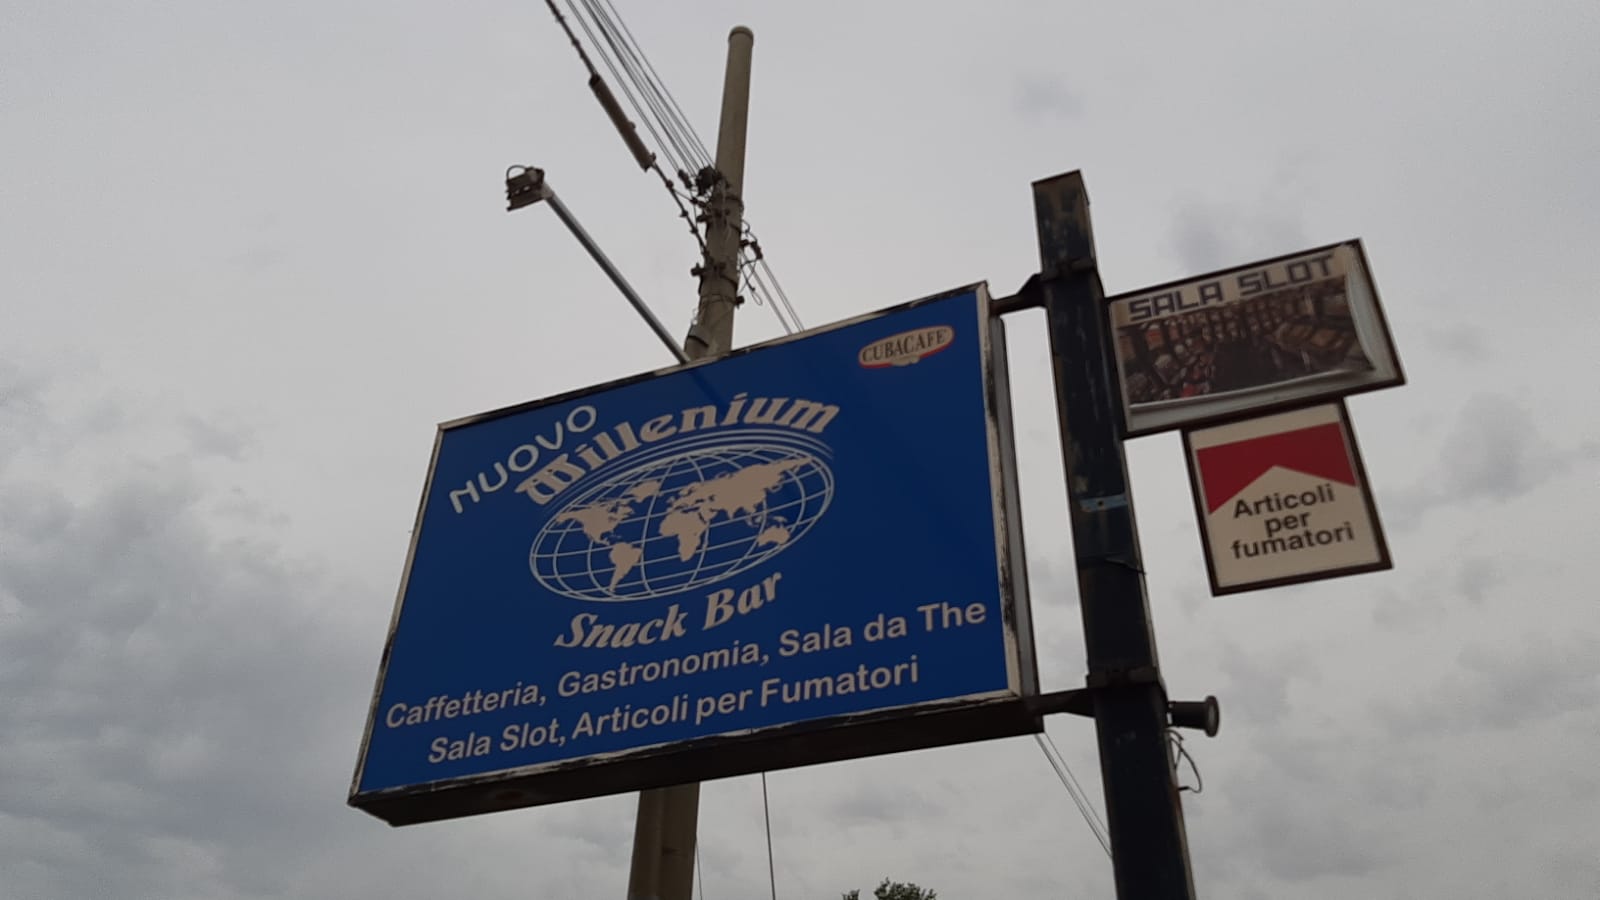 NUOVO
Millenium
CUBACAFE
Snack Bar
Caffetteria, Gastronomia, Sala da The
Sala Slot, Articoli per Fumatori
SALA SLOT
Articoli
per
fumatori